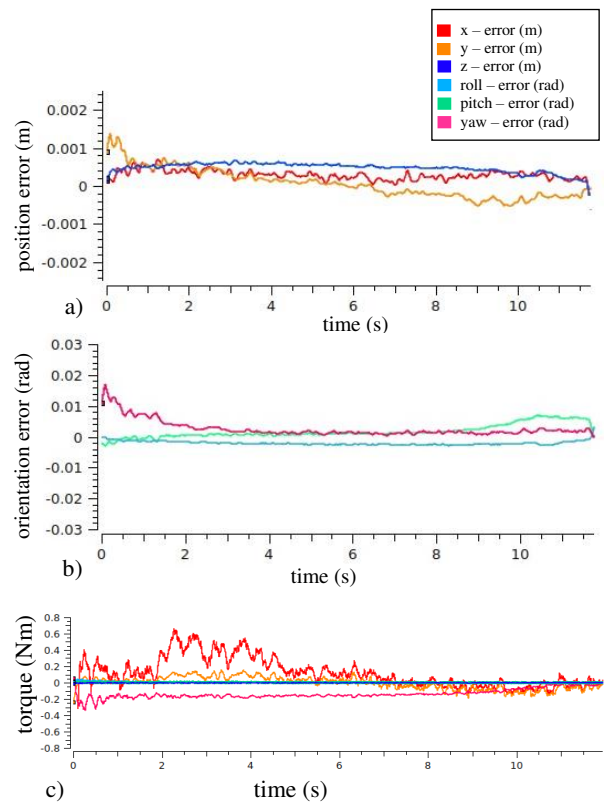 x – error (m)
y – error (m)
z – error (m)
roll – error (rad)
pitch – error (rad)
yaw – error (rad)
position error (m)
0.002
0.001
0
-0.001
-0.002
0 2 4 6 8 10
time (s)
a)
orientation error (rad)
0.03
0.02
0.01
0
-0.01
-0.02
-0.03
0 2 4 6 8 10
time (s)
b)
torque (Nm)
0.8
0.6
0.4
0.2
0
-0.2
-0.4
-0.6
-0.8
0 2 4 6 8 10
time (s)
c)